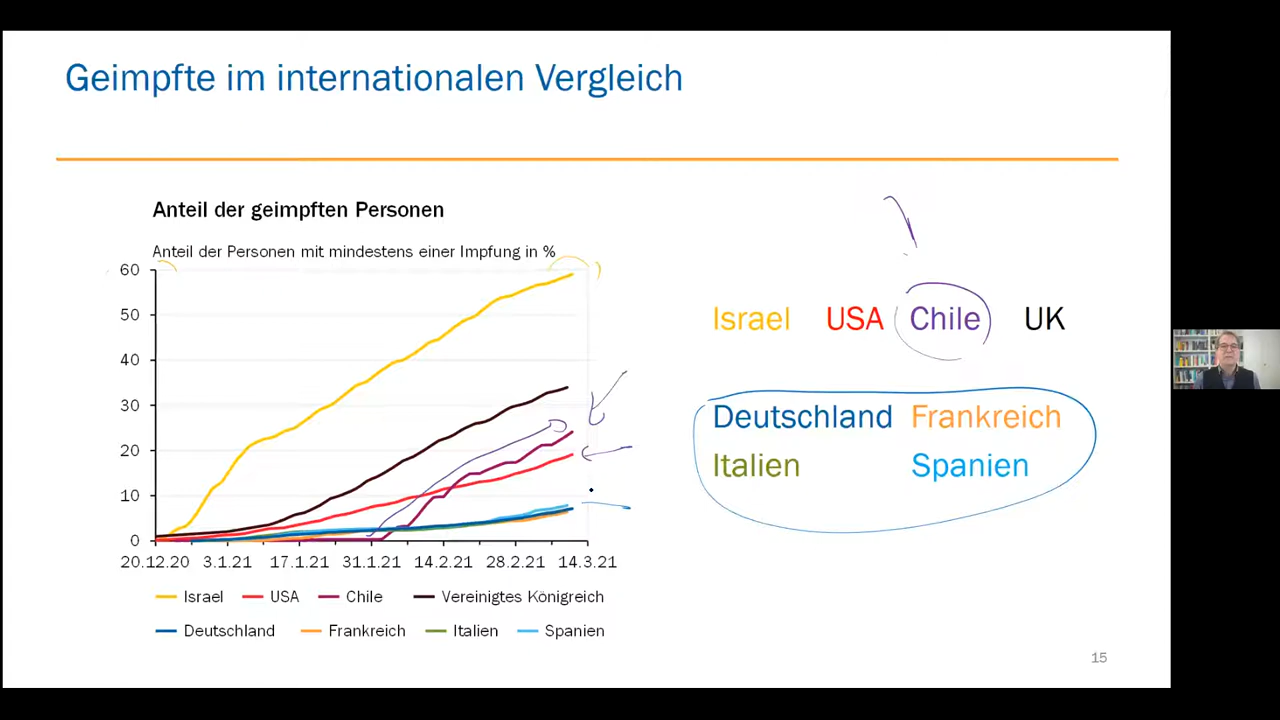 Geimpfte im internationalen Vergleich
Anteil der geimpften Personen
Anteil der Personen mit mindestens einer Impfung in %
60
50
40
30
20
10
0
20.12.20 3.1.21 17.1.21 31.1.21 14.2.21 28.2.21 14.3.21
Israel USA Chile Vereinigtes Königreich
Deutschland Frankreich Italien Spanien
Israel USA Chile UK
Deutschland Frankreich
Italien Spanien
15